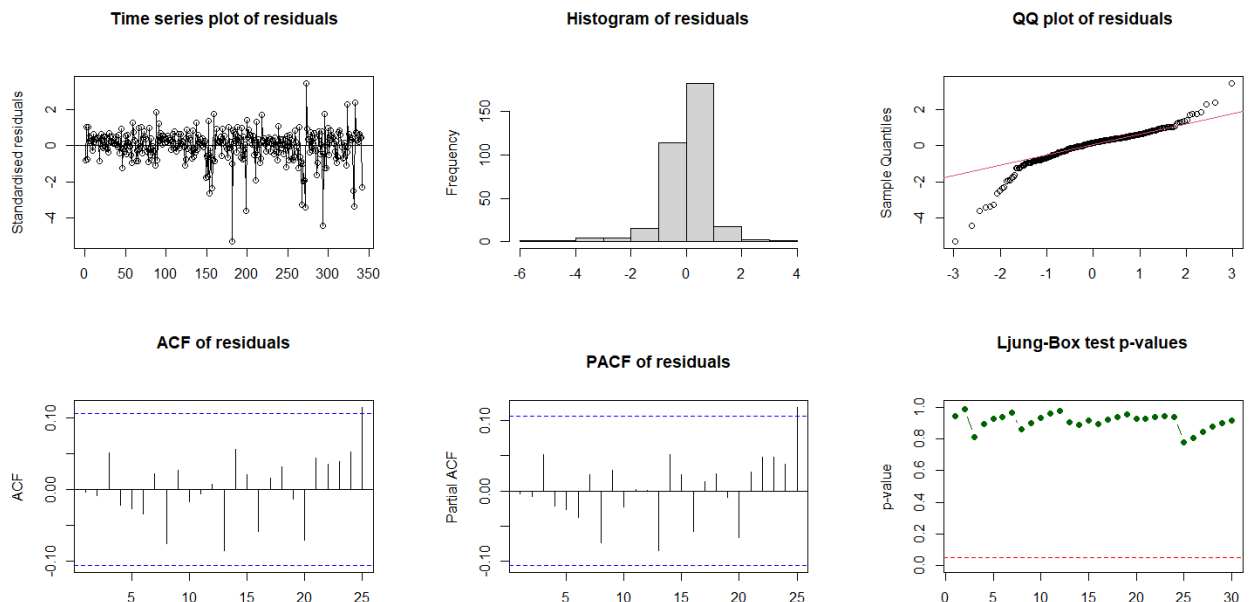 Time series plot of residuals
Standardised residuals
2
0
-2
-4
0 50 100 150 200 250 300 350
Histogram of residuals
Frequency
150
100
50
0
-6 -4 -2 0 2 4
QQ plot of residuals
Sample Quantiles
2
0
-2
-4
-3 -2 -1 0 1 2 3
ACF of residuals
ACF
0.10
0.00
-0.10
5 10 15 20 25
PACF of residuals
Partial ACF
0.10
0.00
-0.10
5 10 15 20 25
Ljung-Box test p-values
p-value
1.0
0.8
0.6
0.4
0.2
0.0
0 5 10 15 20 25 30